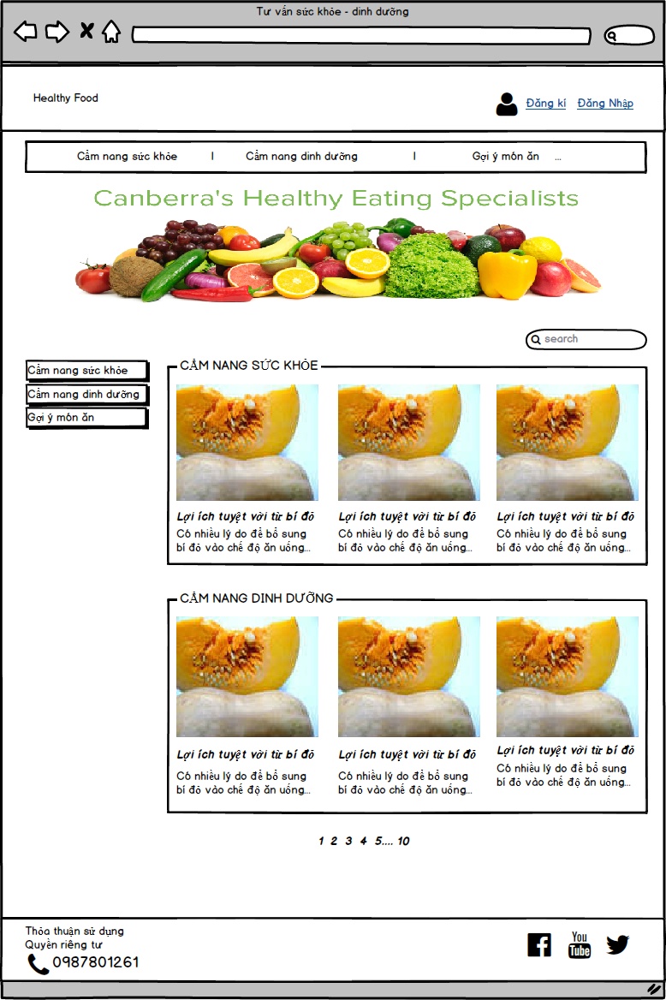 Tư vấn sức khỏe - dinh dưỡng
Healthy Food
Đăng kí Đăng Nhập
Cẩm nang sức khỏe | Cẩm nang dinh dưỡng | Gợi ý món ăn ...
Canberra's Healthy Eating Specialists
search
Cẩm nang sức khỏe
Cẩm nang dinh dưỡng
Gợi ý món ăn
CẨM NANG SỨC KHỎE
Lợi ích tuyệt vời từ bí đỏ
Có nhiều lý do để bổ sung
bí đỏ vào chế độ ăn uống...
Lợi ích tuyệt vời từ bí đỏ
Có nhiều lý do để bổ sung
bí đỏ vào chế độ ăn uống...
Lợi ích tuyệt vời từ bí đỏ
Có nhiều lý do để bổ sung
bí đỏ vào chế độ ăn uống...
CẨM NANG DINH DƯỠNG
Lợi ích tuyệt vời từ bí đỏ
Có nhiều lý do để bổ sung
bí đỏ vào chế độ ăn uống...
Lợi ích tuyệt vời từ bí đỏ
Có nhiều lý do để bổ sung
bí đỏ vào chế độ ăn uống...
Lợi ích tuyệt vời từ bí đỏ
Có nhiều lý do để bổ sung
bí đỏ vào chế độ ăn uống...
1 2 3 4 5.... 10
Thỏa thuận sử dụng
Quyền riêng tư
0987801261
You
Tube